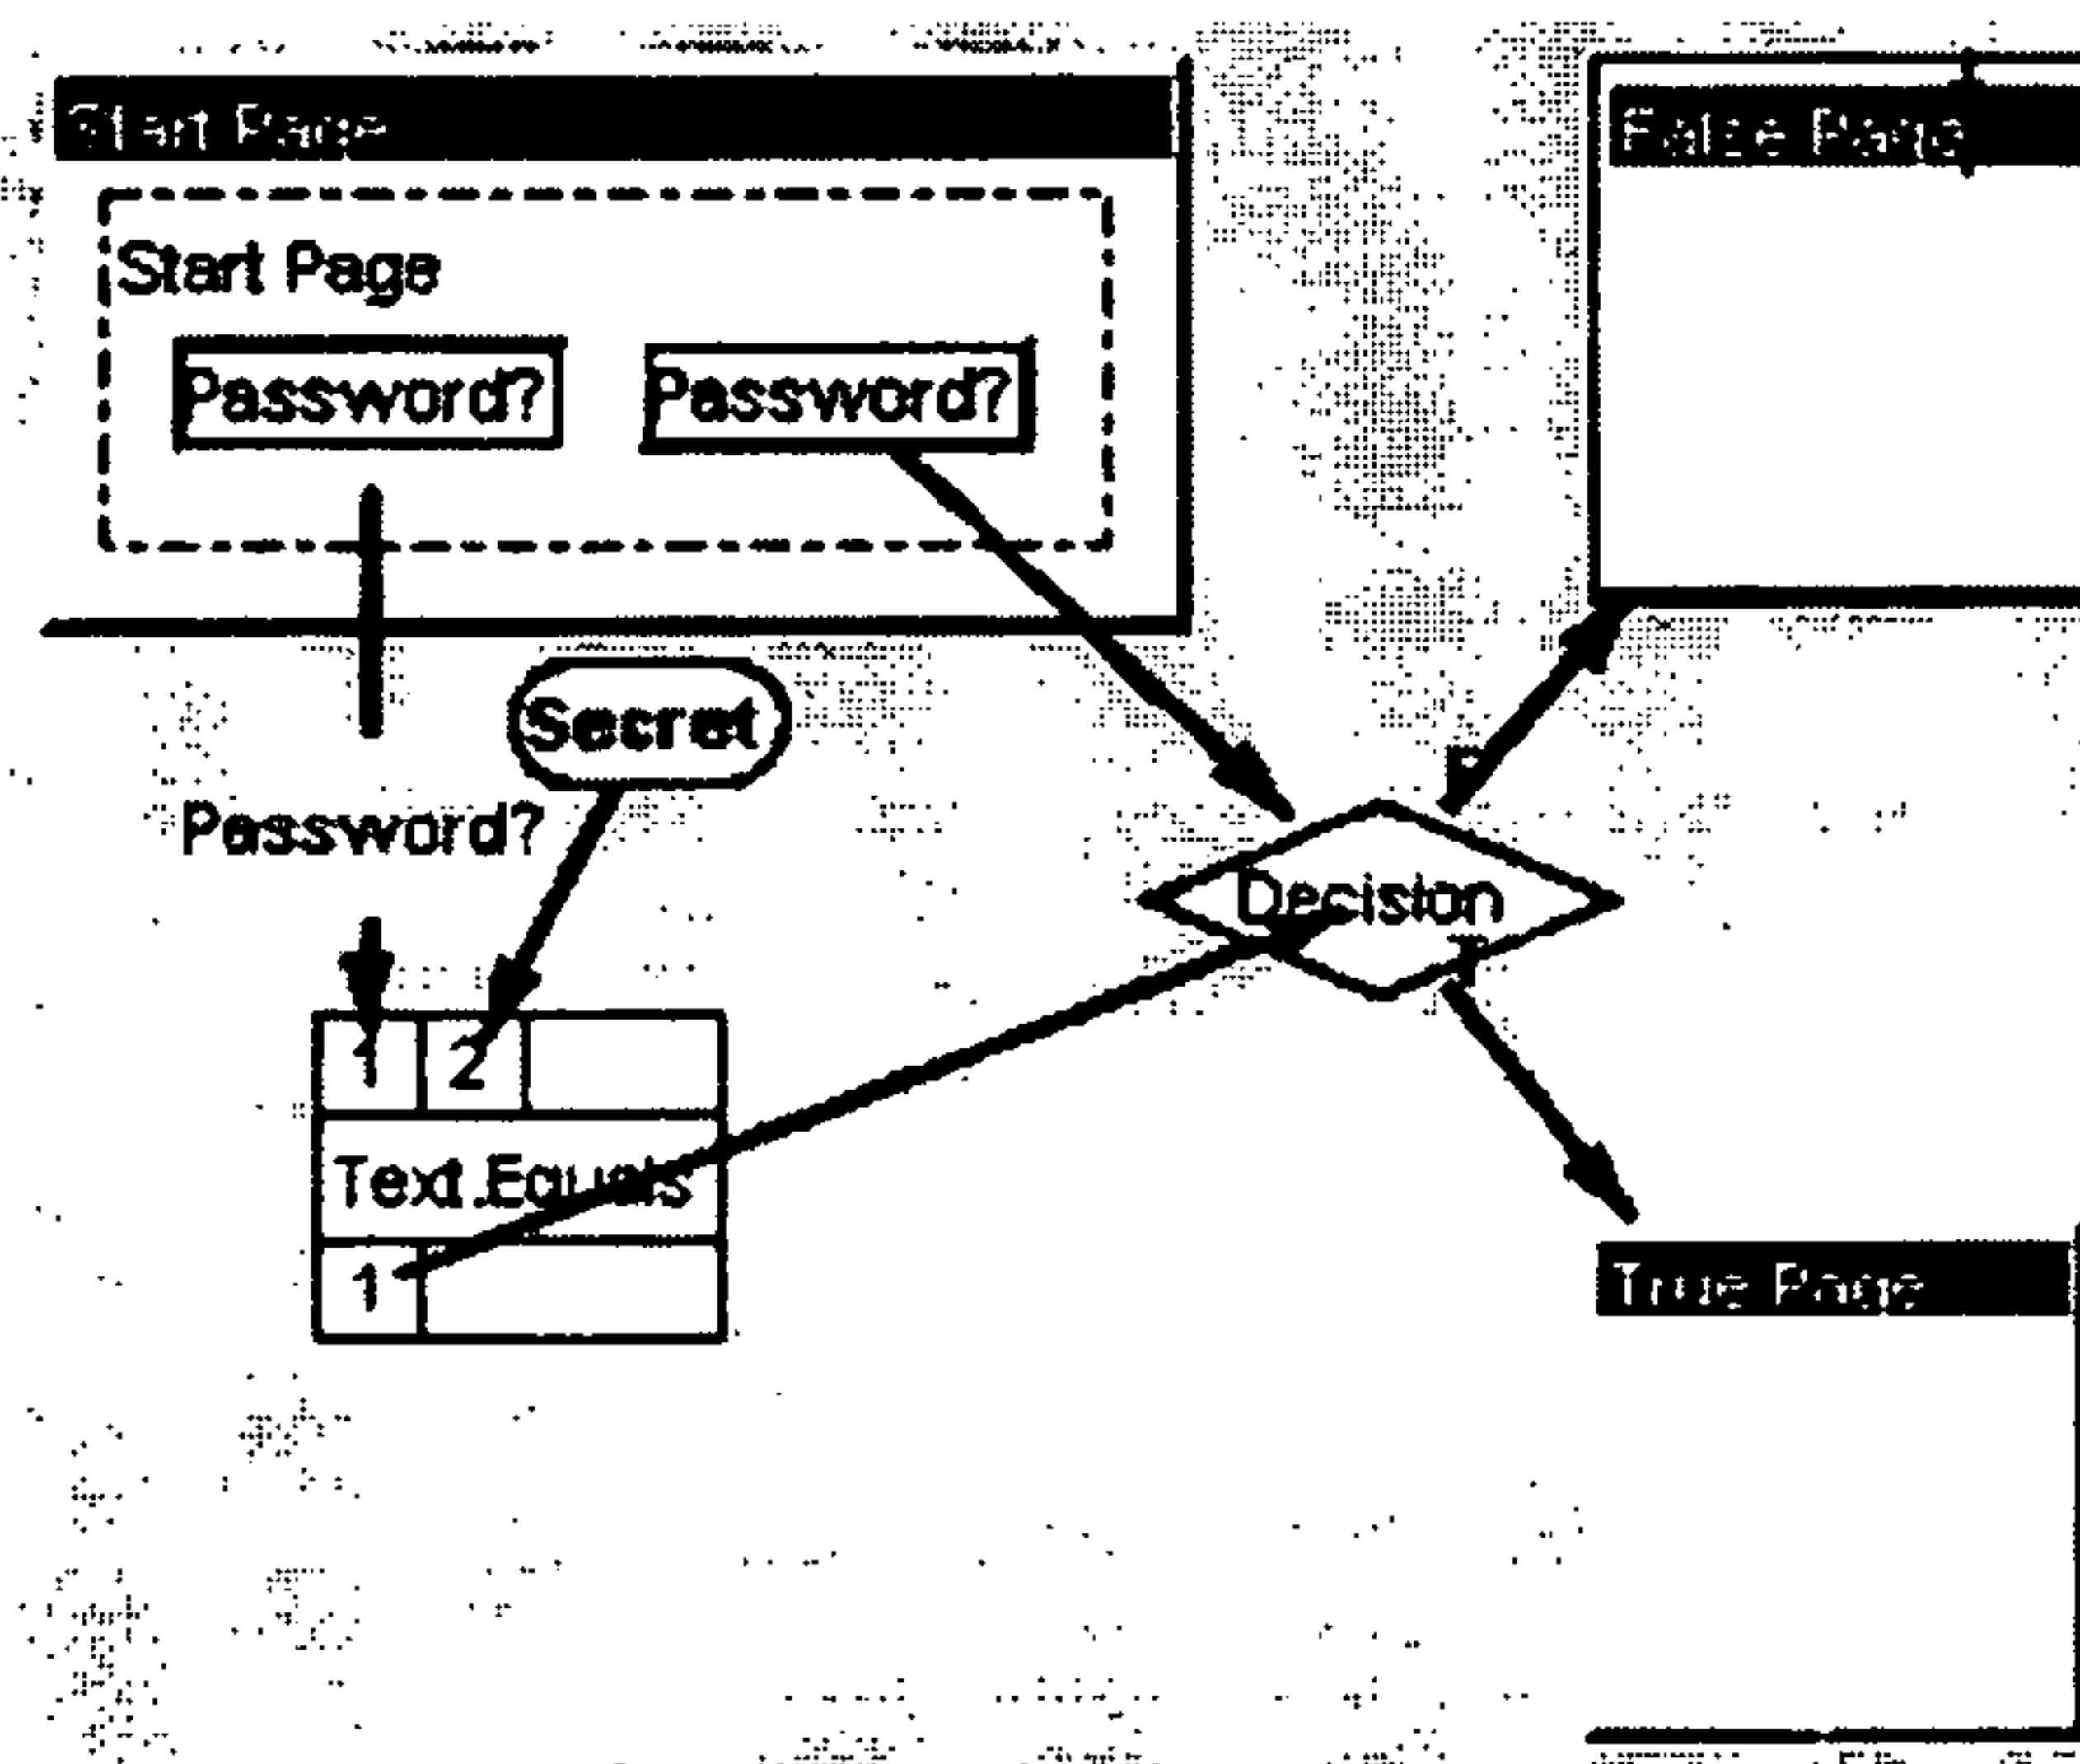 Start Page
False Page
Start Page
Password? Password?
Secret
Password?
F
Decision
T
1 2
Text.Equals
1
True Page